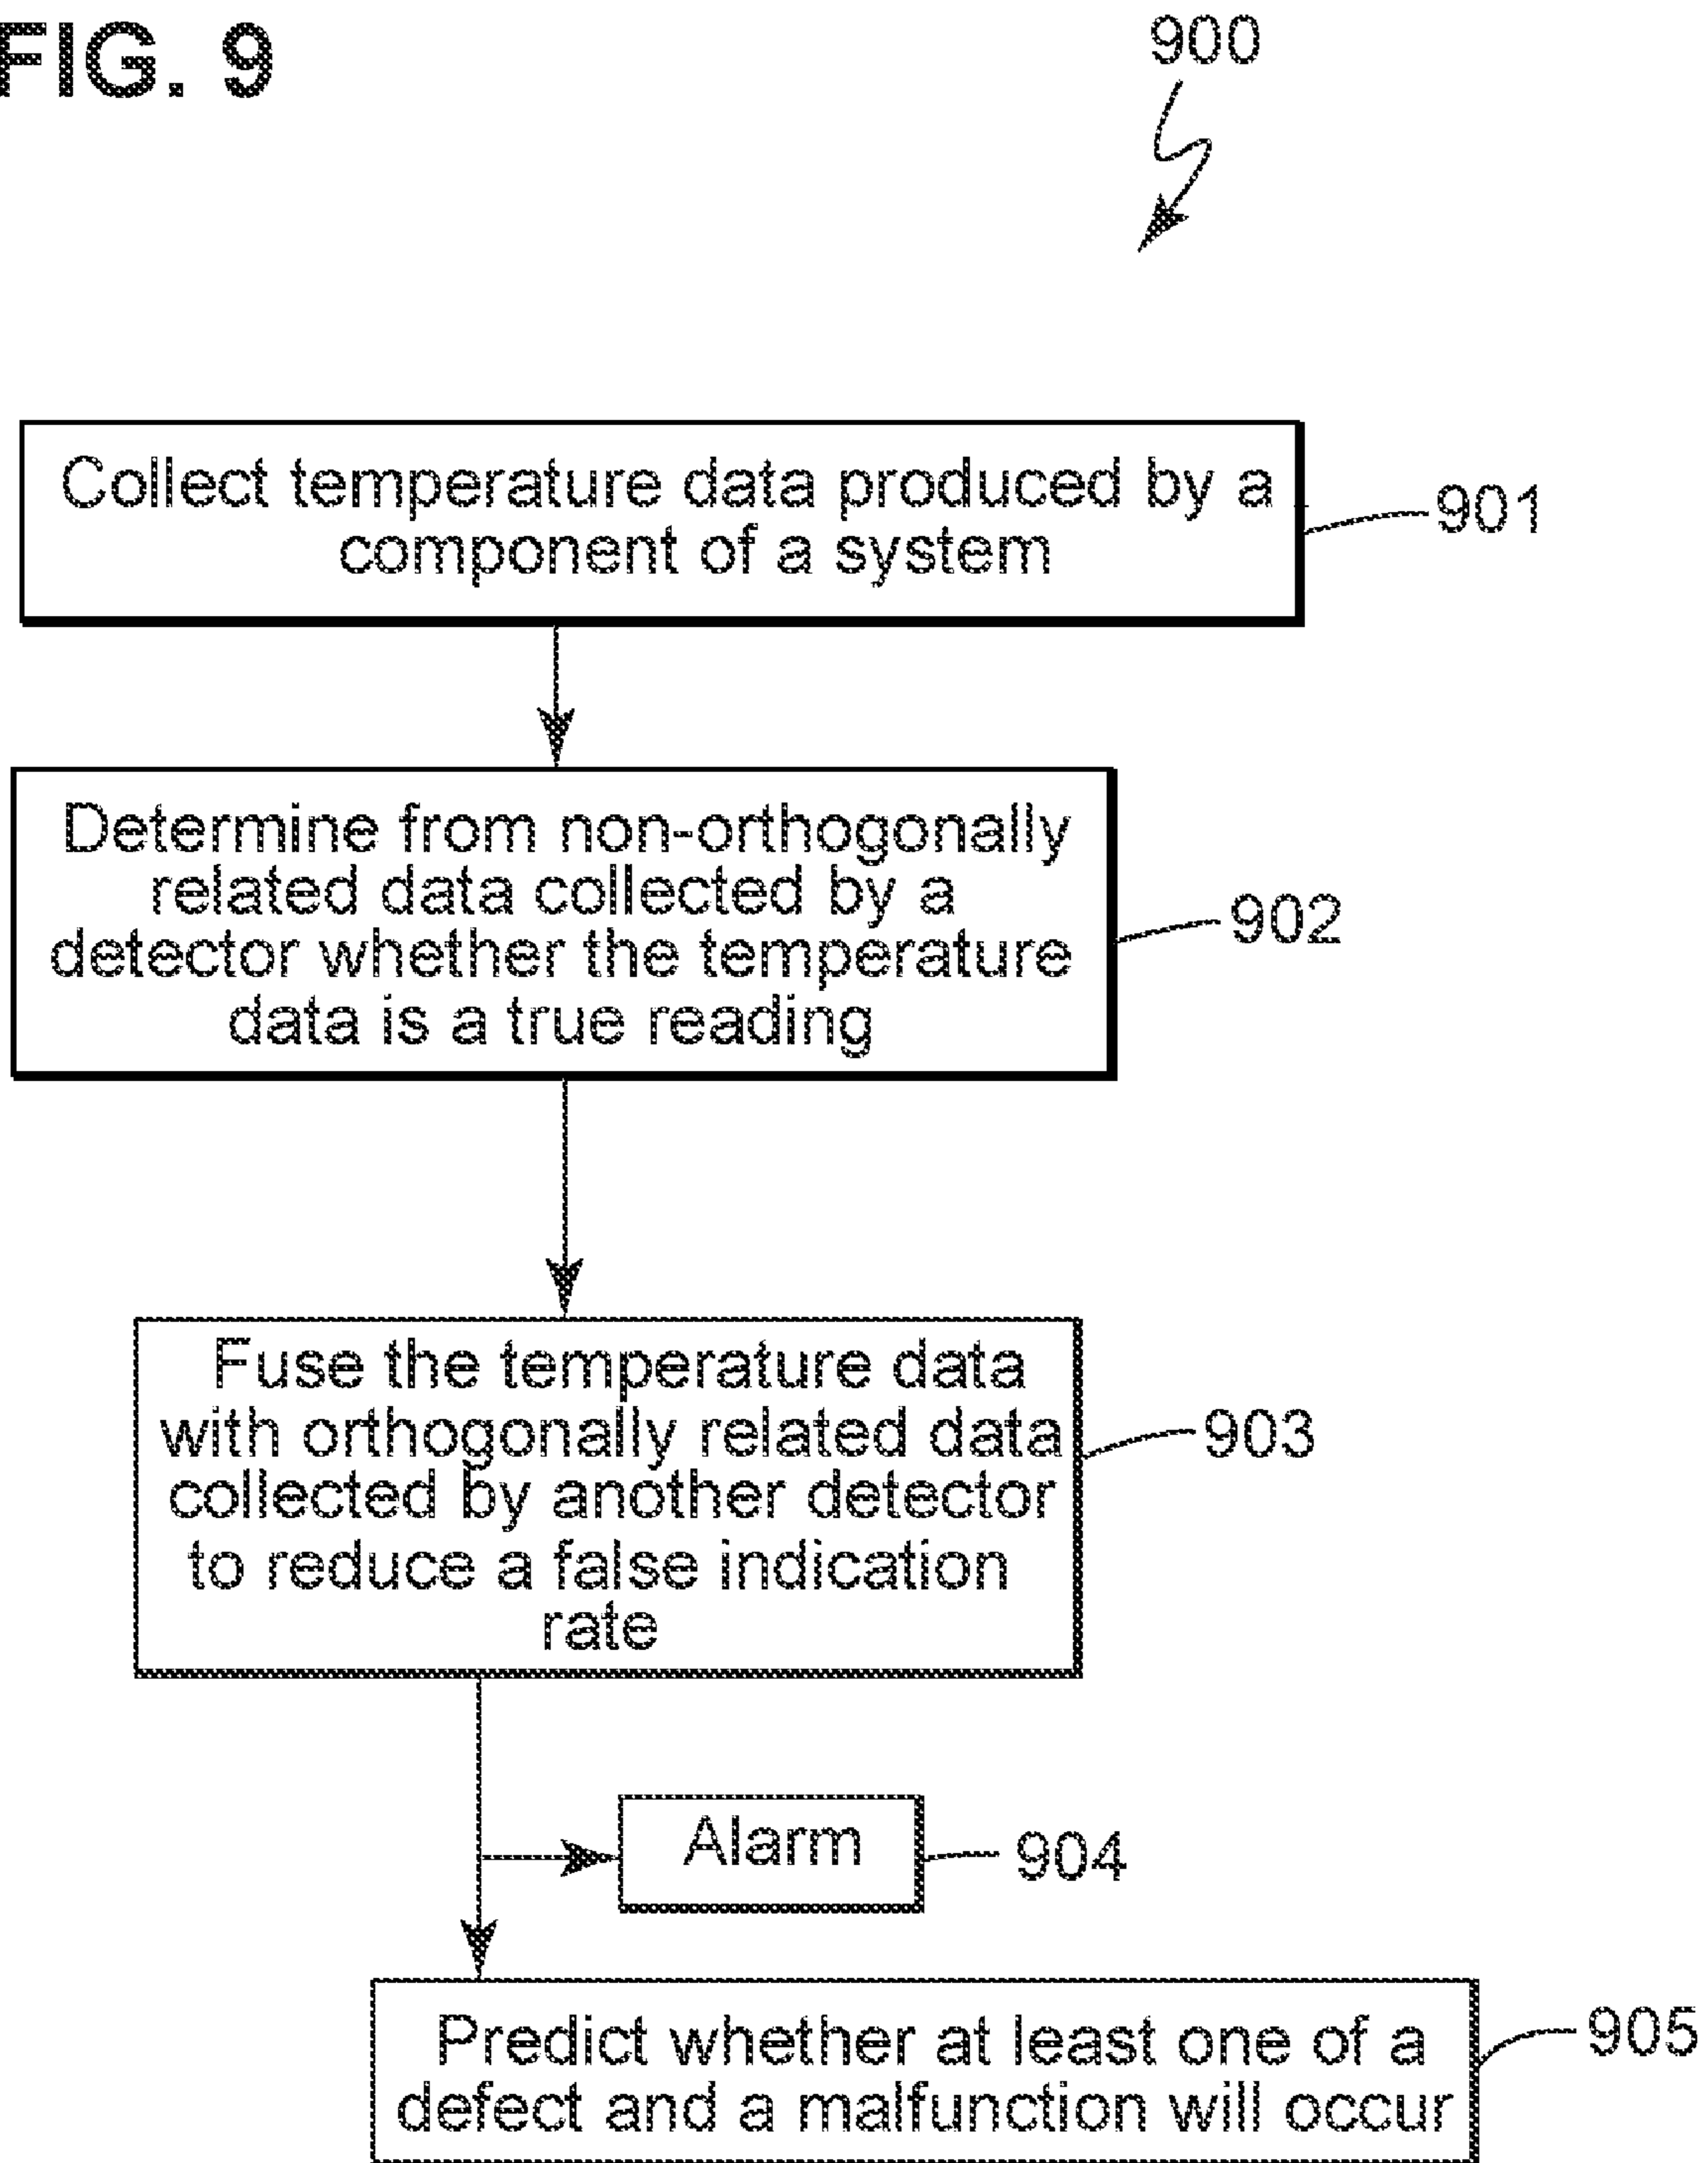 FIG. 9
900
Collect temperature data produced by a
component of a system
901
Determine from non-orthogonally
related data collected by a
detector whether the temperature
data is a true reading
902
Fuse the temperature data
with orthogonally related data
collected by another detector
to reduce a false indication
rate
903
Alarm
904
Predict whether at least one of a
defect and a malfunction will occur
905